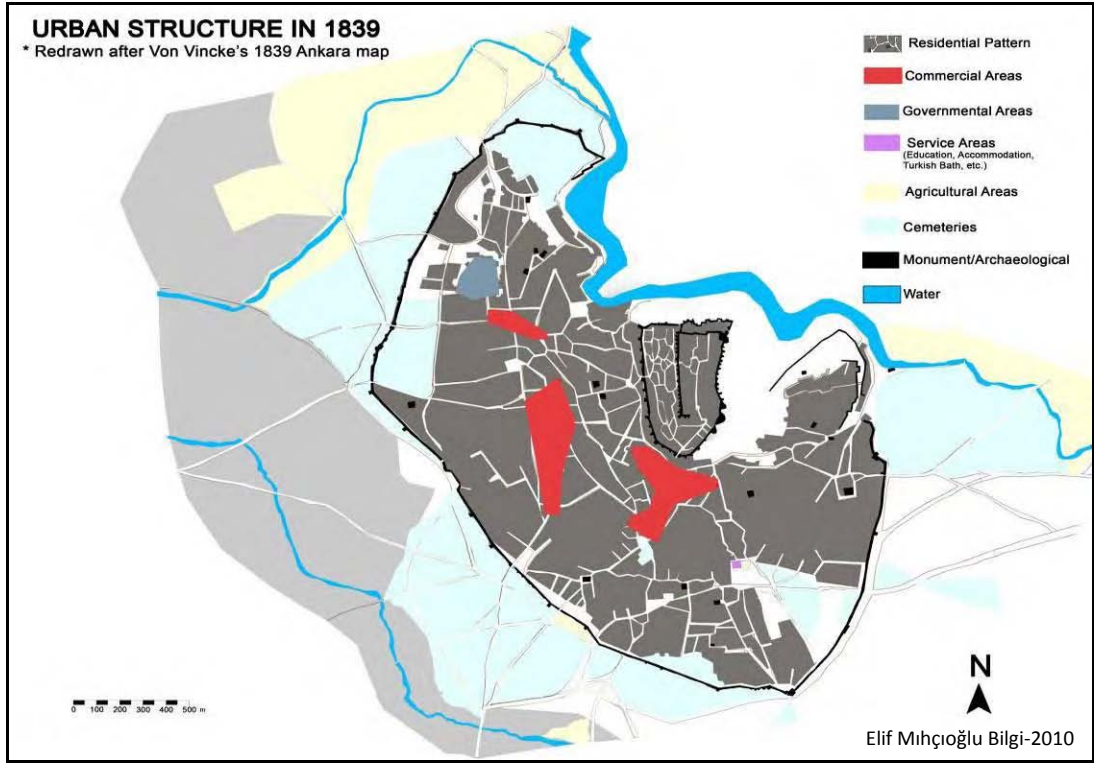 URBAN STRUCTURE IN 1839
* Redrawn after Von Vincke's 1839 Ankara map
Residential Pattern
Commercial Areas
Governmental Areas
Service Areas
(Education, Accommodation,
Turkish Bath, etc.)
Agricultural Areas
Cemeteries
Monument/Archaeological
Water
N
0 100 200 300 400 500 m
Elif Mıhçıoğlu Bilgi-2010